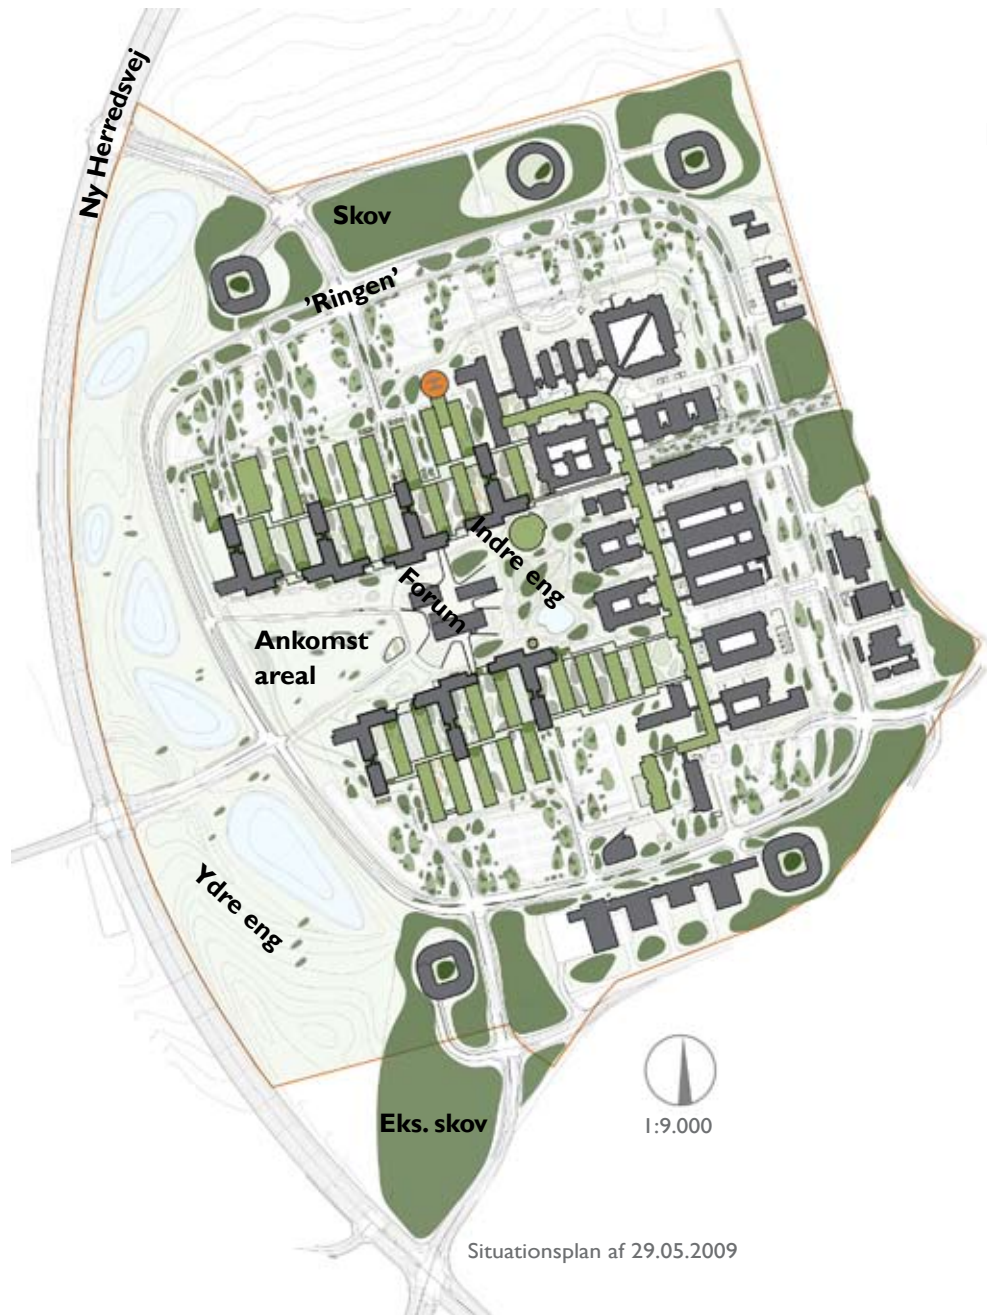 Ny Herredsvej
Skov
'Ringen'
Indre eng
Forum
Ankomst
areal
Ydre eng
Eks. skov
1:9.000
Situationsplan af 29.05.2009